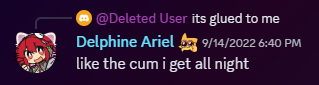 @Deleted User its glued to me
Delphine Ariel 9/14/2022 6:40 PM
like the cum i get all night